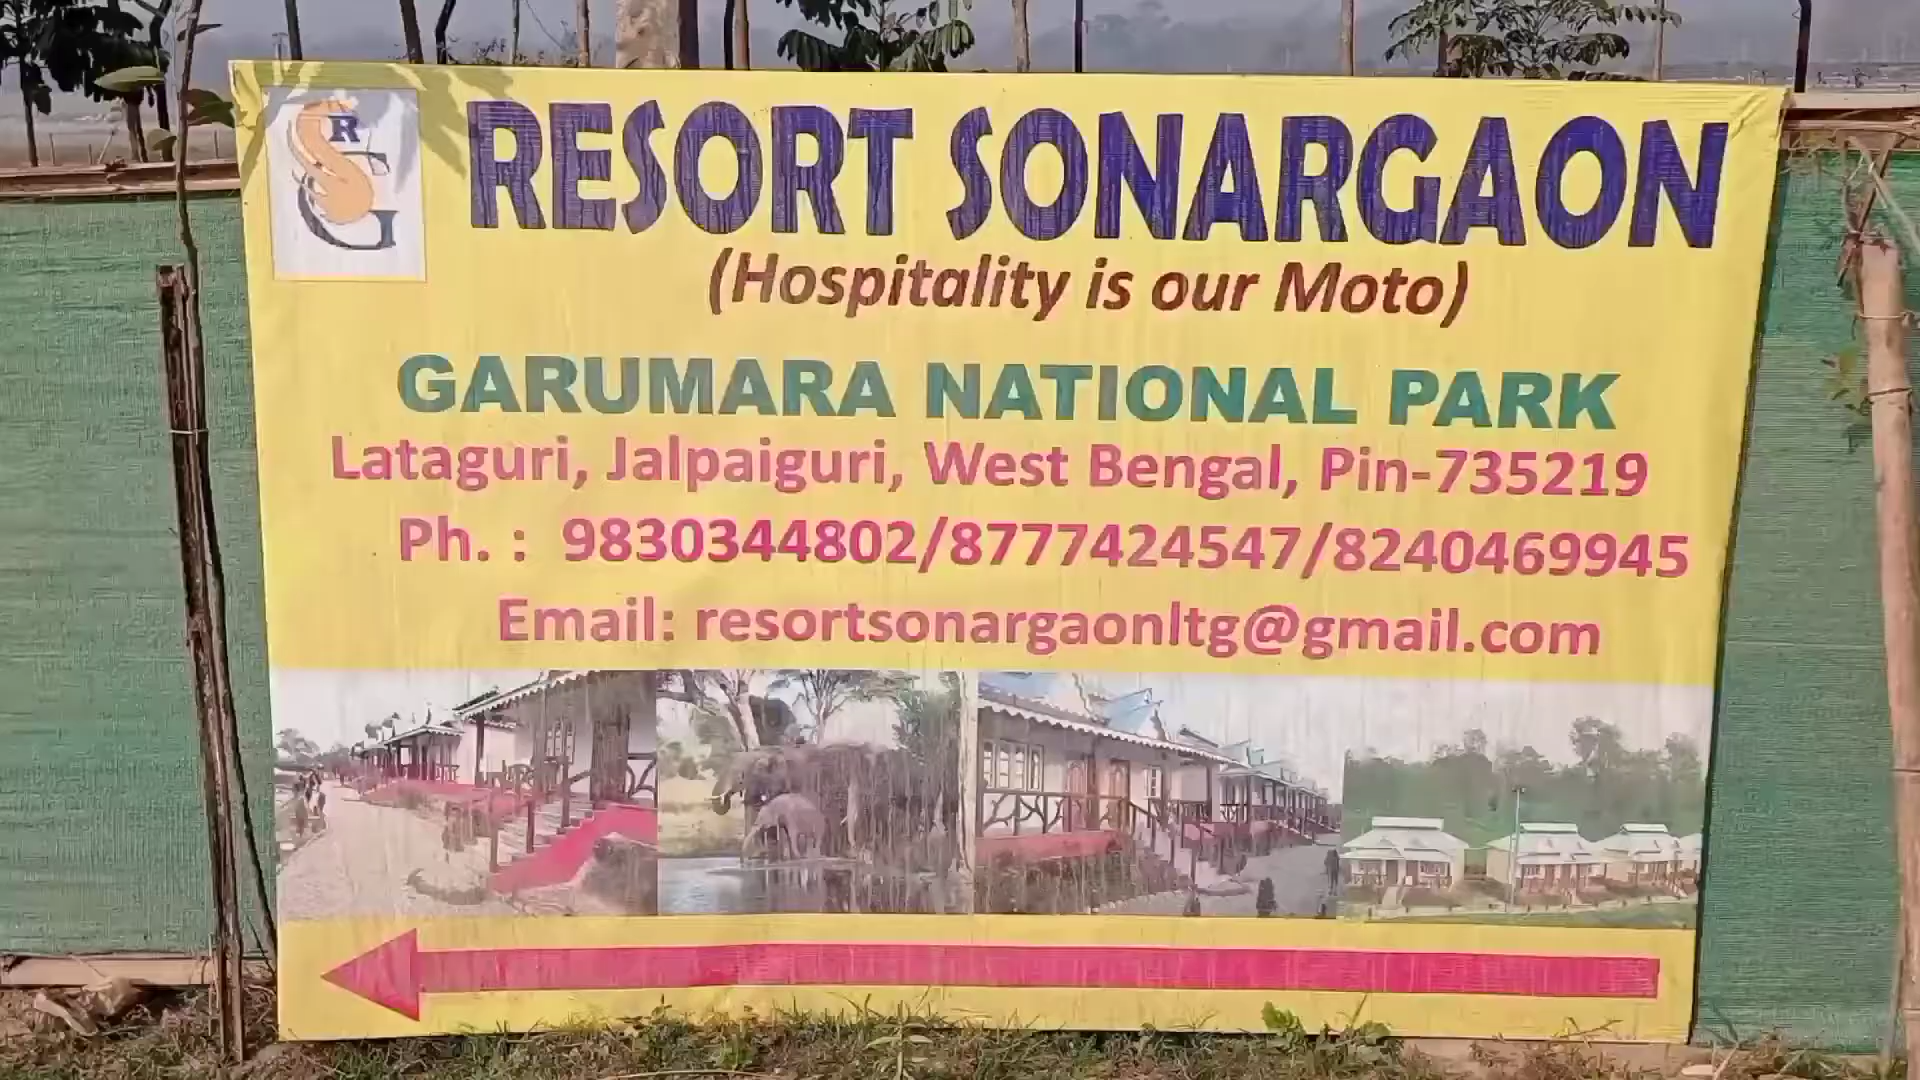 RSG
RESORT SONARGAON
(Hospitality is our Moto)
GARUMARA NATIONAL PARK
Lataguri, Jalpaiguri, West Bengal, Pin-735219
Ph. : 9830344802/8777424547/8240469945
Email: resortsonargaonltg@gmail.com